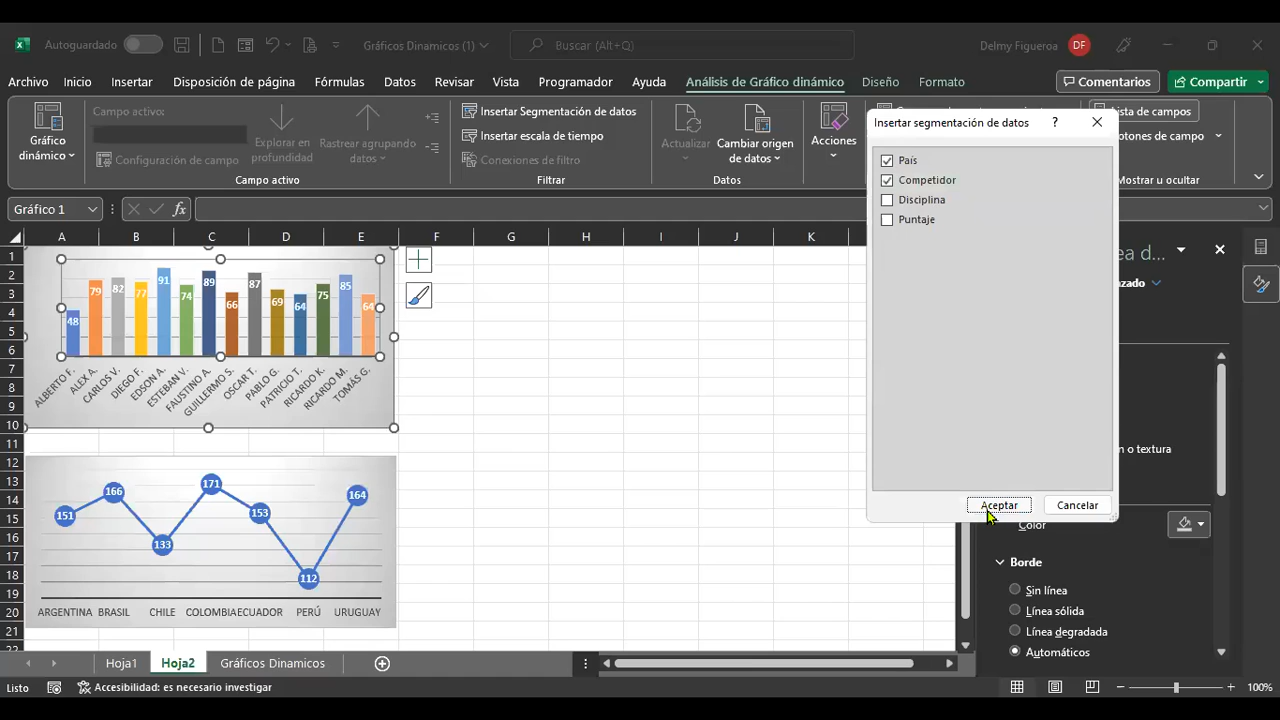 Autoguardado
Gráficos Dinamicos (1)
Buscar (Alt+Q)
Delmy Figueroa
DF
Archivo Inicio Insertar Disposición de página Fórmulas Datos Revisar Vista Programador Ayuda Análisis de Gráfico dinámico Diseño Formato
Comentarios
Compartir
Gráfico dinámico
Campo activo:
Configuración de campo
Explorar en profundidad
Rastrear agrupando datos
Campo activo
Insertar Segmentación de datos
Insertar escala de tiempo
Conexiones de filtro
Filtrar
Actualizar
Cambiar origen de datos
Datos
Acciones
Lista de campos
otones de campo
ostrar u ocultar
Insertar segmentación de datos
?
País
Competidor
Disciplina
Puntaje
Aceptar
Cancelar
Gráfico 1
fx
A B C D E F G H I J K
1
2
3
4
5
6
7
8
9
10
11
12
13
14
15
16
17
18
19
20
21
22
48 79 82 77 91 74 89 66 87 69 64 75 85 64
ALBERTO F. ALEX A. CARLOS V. DIEGO F. EDSON A. ESTEBAN V. FAUSTINO A. GUILLERMO S. OSCAR T. PABLO G. PATRICIO T. RICARDO K. RICARDO M. TOMÁS G.
151 166 133 171 153 112 164
ARGENTINA BRASIL CHILE COLOMBIA ECUADOR PERÚ URUGUAY
ea d...
nzado
n o textura
Color
Borde
Sin línea
Línea sólida
Línea degradada
Automáticos
Hoja1 Hoja2 Gráficos Dinamicos
Listo
Accesibilidad: es necesario investigar
100%